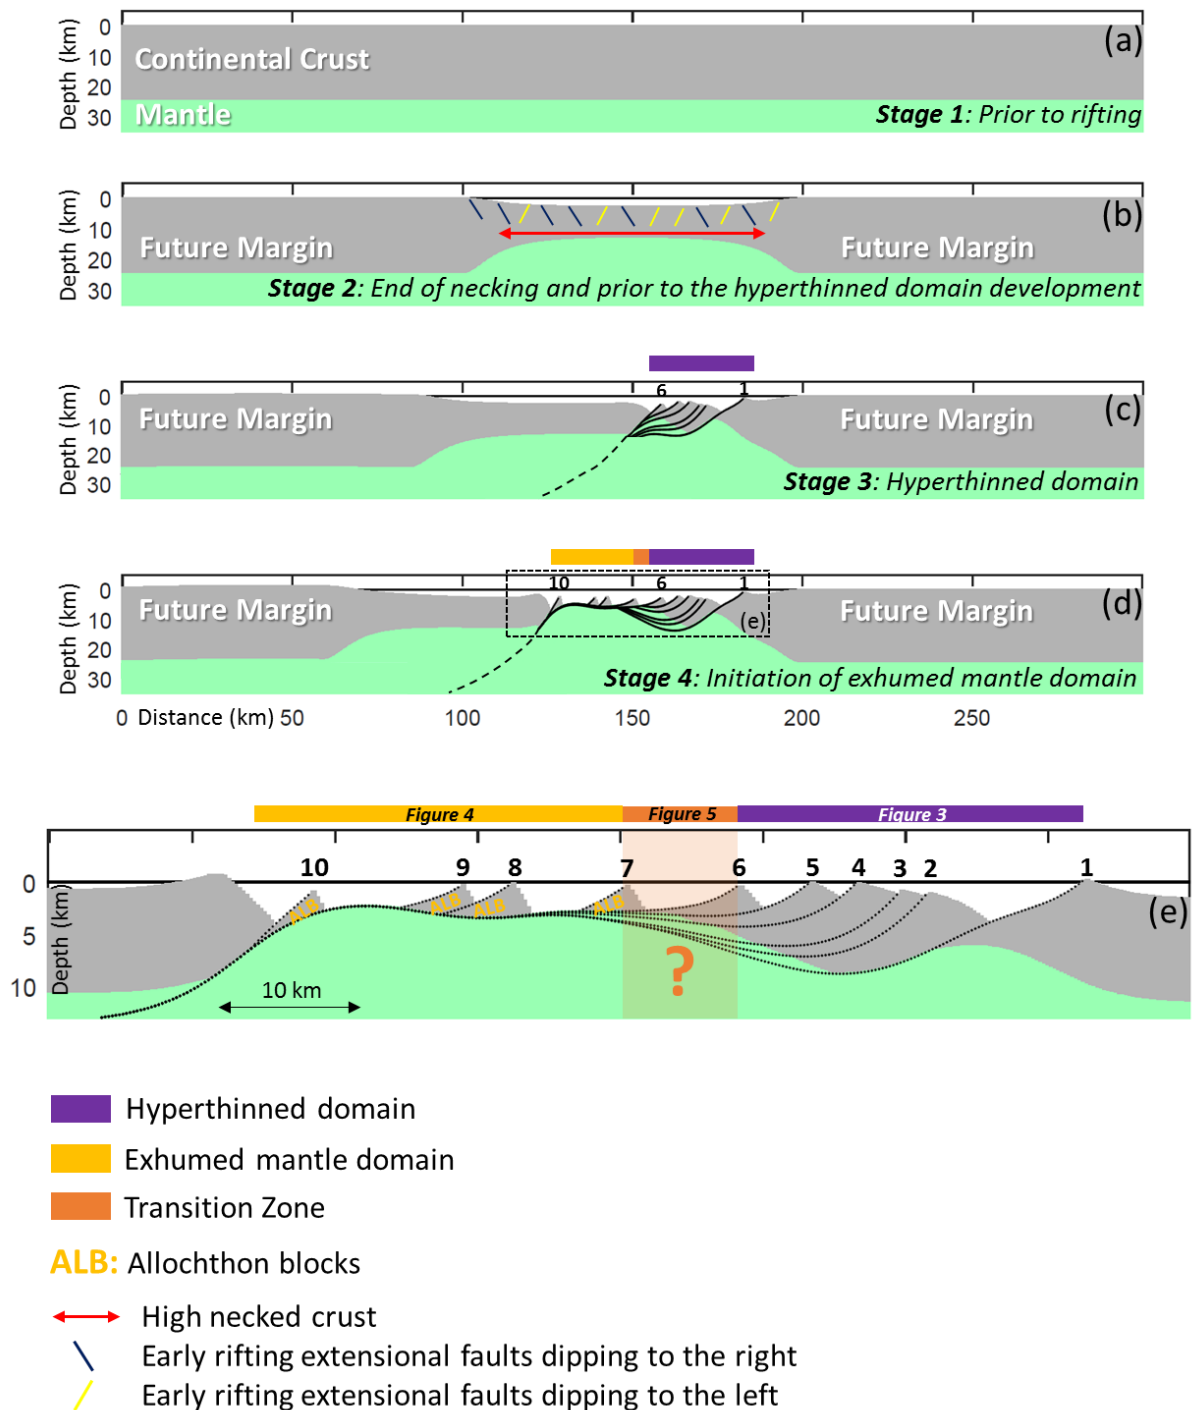 0
10
20
30
Depth (km)
Continental Crust
Mantle
(a)
Stage 1: Prior to rifting
0
10
20
30
Depth (km)
Future Margin
Future Margin
(b)
Stage 2: End of necking and prior to the hyperthinned domain development
0
10
20
30
Depth (km)
6
1
Future Margin
Future Margin
(c)
Stage 3: Hyperthinned domain
0
10
20
30
Depth (km)
10
6
1
Future Margin
Future Margin
(e)
(d)
Stage 4: Initiation of exhumed mantle domain
0 Distance (km) 50 100 150 200 250
Figure 4 Figure 5 Figure 3
10 9 8 7 6 5 4 3 2 1
0
5
10
Depth (km)
ALB
ALB
ALB
ALB
(e)
?
10 km
Hyperthinned domain
Exhumed mantle domain
Transition Zone
ALB: Allochthon blocks
High necked crust
Early rifting extensional faults dipping to the right
Early rifting extensional faults dipping to the left